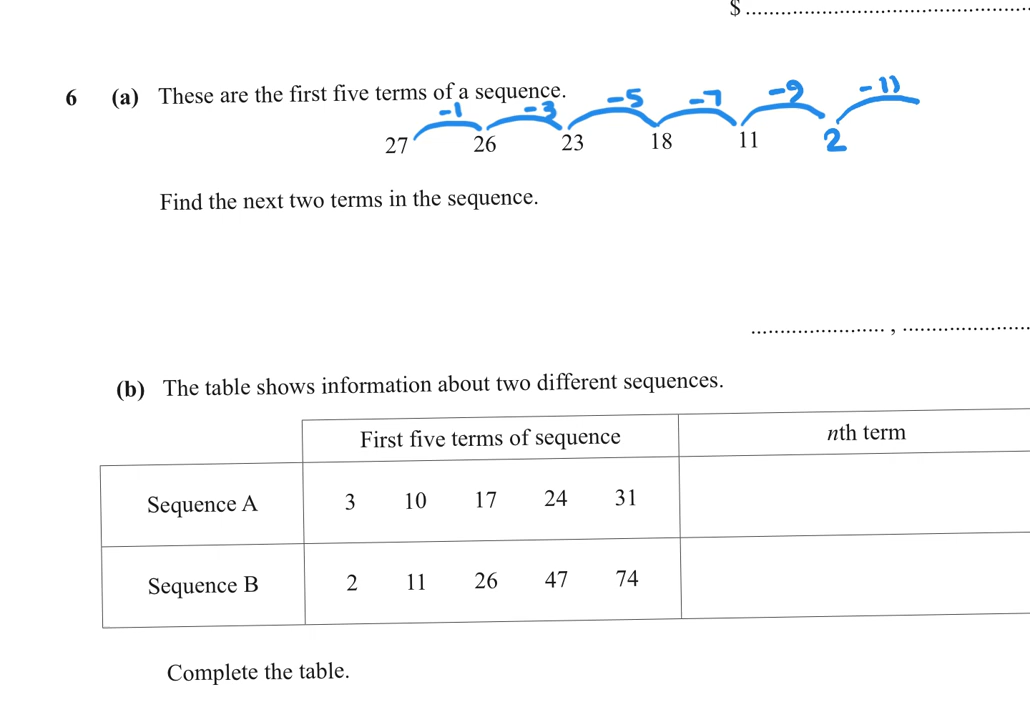 $ ................................................
6 (a) These are the first five terms of a sequence.
-1 -3 -5 -7 -9 -11
27 26 23 18 11 2
Find the next two terms in the sequence.
........................ , ........................
(b) The table shows information about two different sequences.
First five terms of sequence nth term
Sequence A 3 10 17 24 31
Sequence B 2 11 26 47 74
Complete the table.